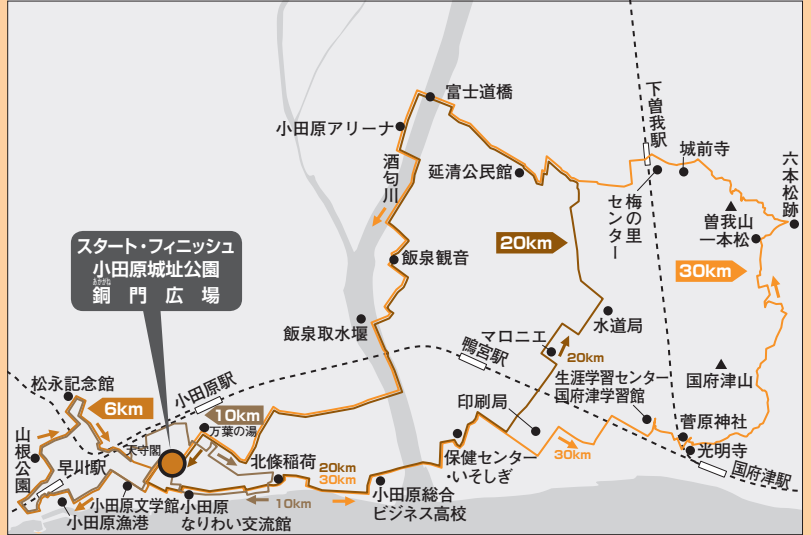 富士道橋
小田原アリーナ
酒匂川
延清公民館
下曽我駅
城前寺
六本松跡
梅の里
センター
曽我山
一本松
20km
30km
スタート・フィニッシュ
小田原城址公園
あかがね
銅門広場
飯泉観音
飯泉取水堰
水道局
マロニエ
20km
鴨宮駅
生涯学習センター
国府津学習館
国府津山
松永記念館
6km
小田原駅
10km
万葉の湯
印刷局
菅原神社
光明寺
国府津駅
山根公園
早川駅
天守閣
北條稲荷
20km
30km
保健センター
・いそしぎ
30km
小田原文学館
小田原漁港
小田原
なりわい交流館
10km
小田原総合
ビジネス高校